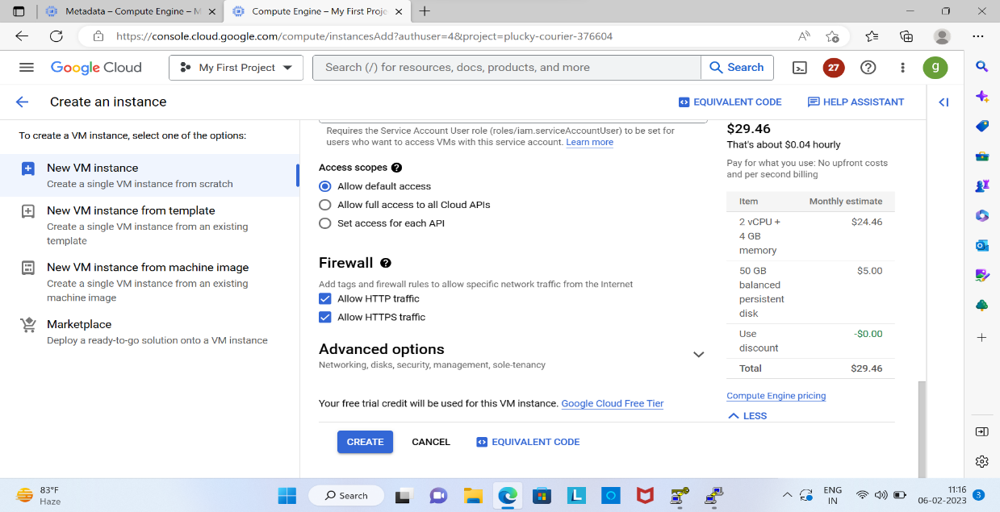 Metadata – Compute Engine – M
Compute Engine – My First Proje
https://console.cloud.google.com/compute/instancesAdd?authuser=4&project=plucky-courier-376604
Google Cloud
My First Project
Search (/) for resources, docs, products, and more
Search
27
g
Create an instance
EQUIVALENT CODE
HELP ASSISTANT
To create a VM instance, select one of the options:
New VM instance
Create a single VM instance from scratch
New VM instance from template
Create a single VM instance from an existing
template
New VM instance from machine image
Create a single VM instance from an existing
machine image
Marketplace
Deploy a ready-to-go solution onto a VM instance
Requires the Service Account User role (roles/iam.serviceAccountUser) to be set for
users who want to access VMs with this service account. Learn more
Access scopes
Allow default access
Allow full access to all Cloud APIs
Set access for each API
Firewall
Add tags and firewall rules to allow specific network traffic from the Internet
Allow HTTP traffic
Allow HTTPS traffic
Advanced options
Networking, disks, security, management, sole-tenancy
Your free trial credit will be used for this VM instance. Google Cloud Free Tier
CREATE
CANCEL
EQUIVALENT CODE
$29.46
That's about $0.04 hourly
Pay for what you use: No upfront costs
and per second billing
Item Monthly estimate
2 vCPU + $24.46
4 GB
memory
50 GB $5.00
balanced
persistent
disk
Use -$0.00
discount
Total $29.46
Compute Engine pricing
LESS
83°F
Haze
Search
ENG
IN
11:16
06-02-2023
3